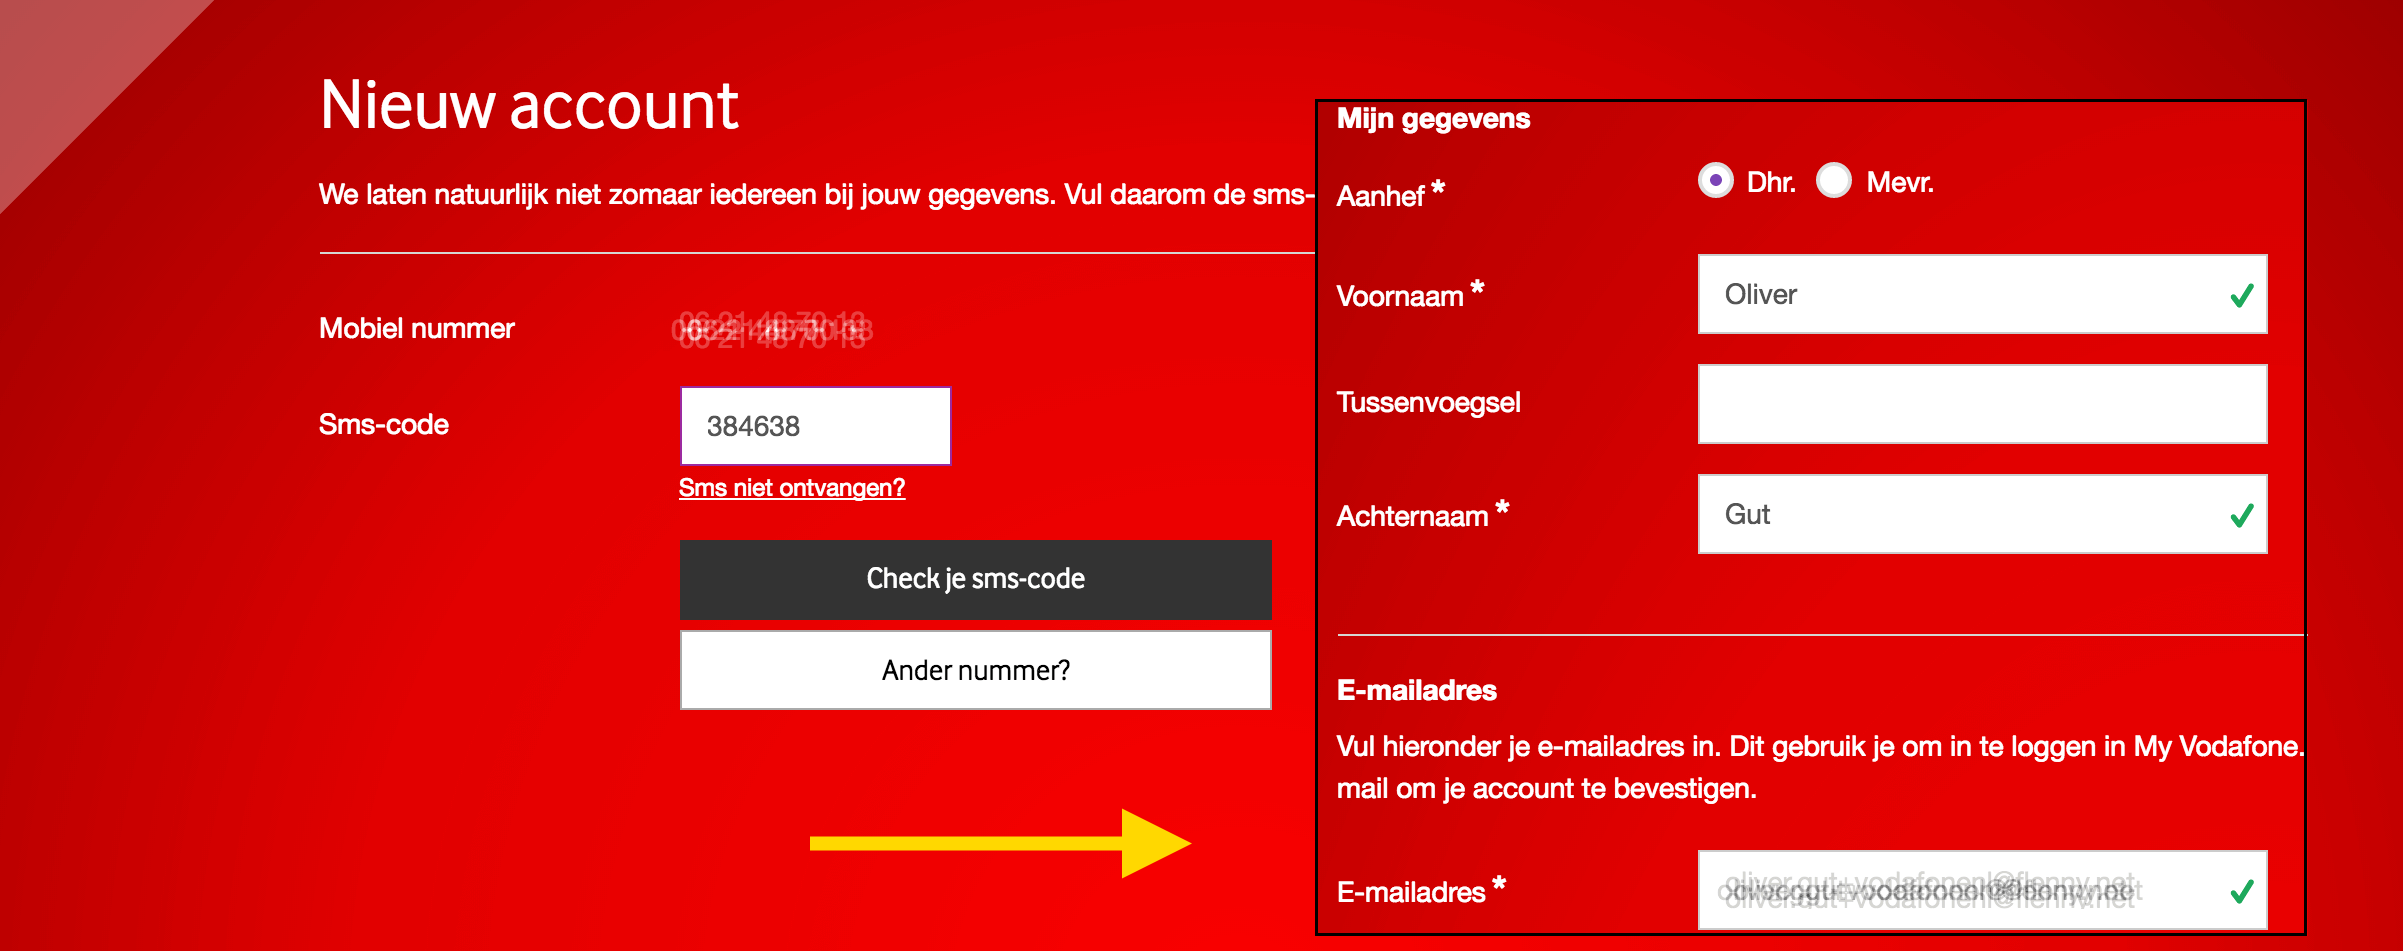 Nieuw account
We laten natuurlijk niet zomaar iedereen bij jouw gegevens. Vul daarom de sms-
Mobiel nummer
Sms-code
384638
Sms niet ontvangen?
Check je sms-code
Ander nummer?
Mijn gegevens
Aanhef *
Dhr. Mevr.
Voornaam *
Oliver
Tussenvoegsel
Achternaam *
Gut
E-mailadres
Vul hieronder je e-mailadres in. Dit gebruik je om in te loggen in My Vodafone.
mail om je account te bevestigen.
E-mailadres *